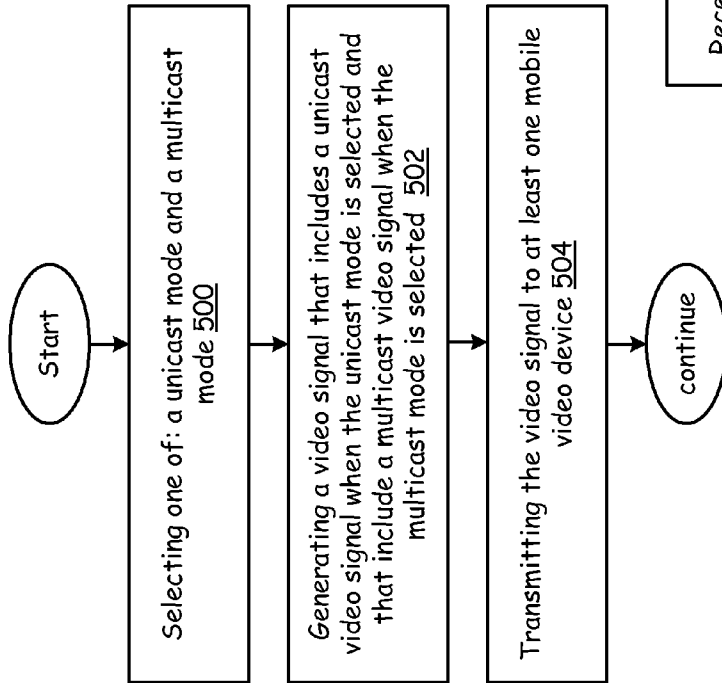 Start
Selecting one of: a unicast mode and a multicast
mode 500
Generating a video signal that includes a unicast
video signal when the unicast mode is selected and
that include a multicast video signal when the
multicast mode is selected 502
Transmitting the video signal to at least one mobile
video device 504
continue